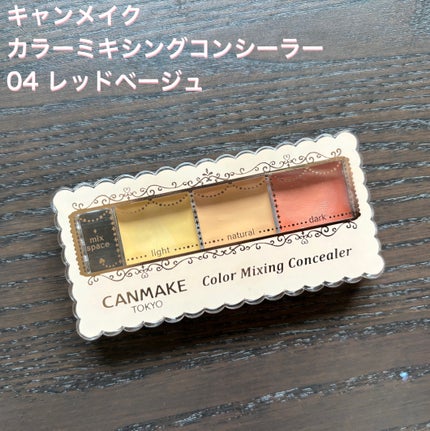 キャンメイク
カラーミキシングコンシーラー
04 レッドベージュ
mix
space
light
natural
dark
CANMAKE
TOKYO
Color Mixing Concealer